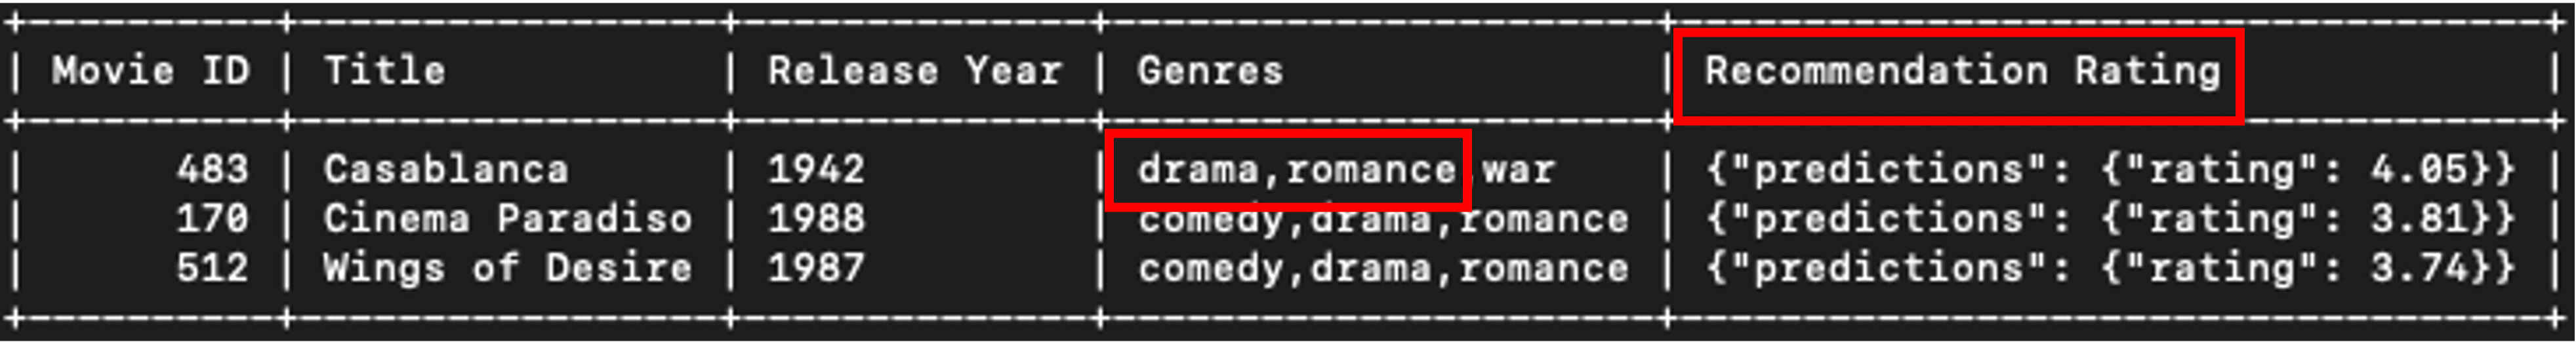 +-----------+------------------+---------------+-----------------------+------------------------------------+
| Movie ID | Title | Release Year | Genres | Recommendation Rating |
+-----------+------------------+---------------+-----------------------+------------------------------------+
| 483 | Casablanca | 1942 | drama,romance,war | {"predictions": {"rating": 4.05}} |
| 170 | Cinema Paradiso | 1988 | comedy,drama,romance | {"predictions": {"rating": 3.81}} |
| 512 | Wings of Desire | 1987 | comedy,drama,romance | {"predictions": {"rating": 3.74}} |
+-----------+------------------+---------------+-----------------------+------------------------------------+